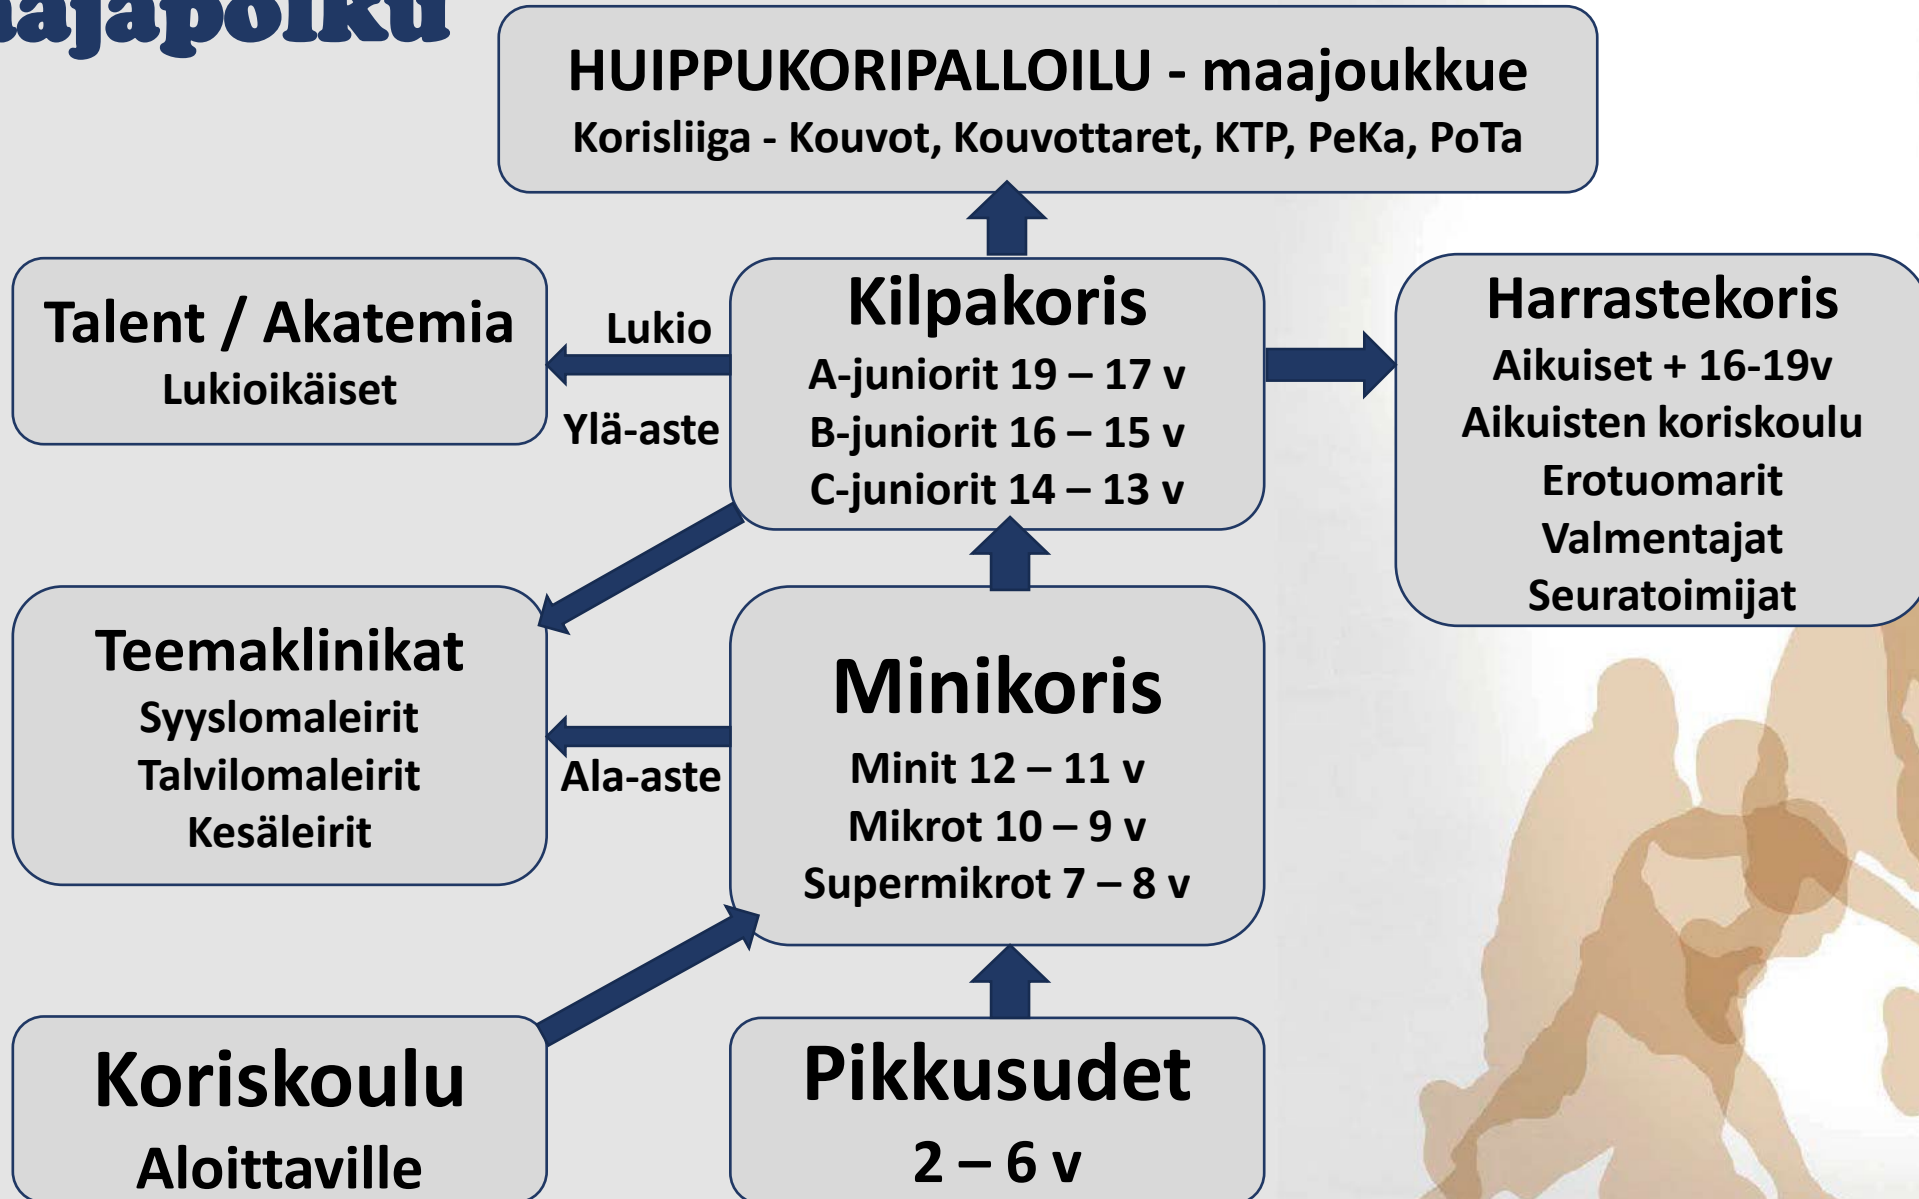 HUIPPUKORIPALLOILU - maajoukkue
Korisliiga - Kouvot, Kouvottaret, KTP, PeKa, PoTa
Talent / Akatemia
Lukioikäiset
Lukio
Ylä-aste
Kilpakoris
A-juniorit 19 – 17 v
B-juniorit 16 – 15 v
C-juniorit 14 – 13 v
Harrastekoris
Aikuiset + 16-19v
Aikuisten koriskoulu
Erotuomarit
Valmentajat
Seuratoimijat
Teemaklinikat
Syyslomaleirit
Talvilomaleirit
Kesäleirit
Ala-aste
Minikoris
Minit 12 – 11 v
Mikrot 10 – 9 v
Supermikrot 7 – 8 v
Koriskoulu
Aloittaville
Pikkusudet
2 – 6 v